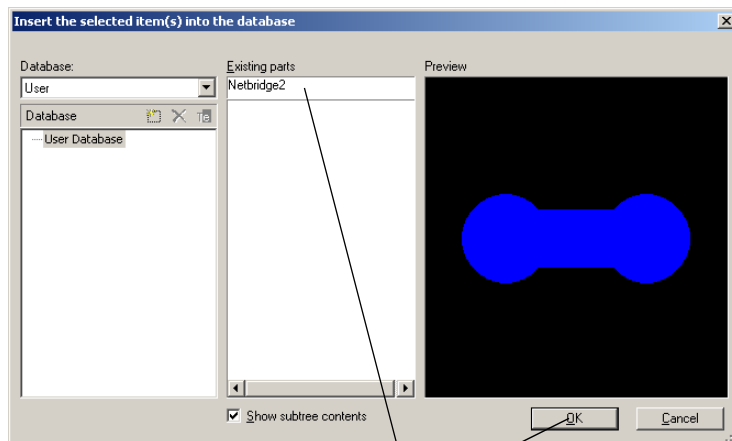 Insert the selected item(s) into the database
Database:
Existing parts
Preview
User
Netbridge2
Database
User Database
Show subtree contents
OK
Cancel